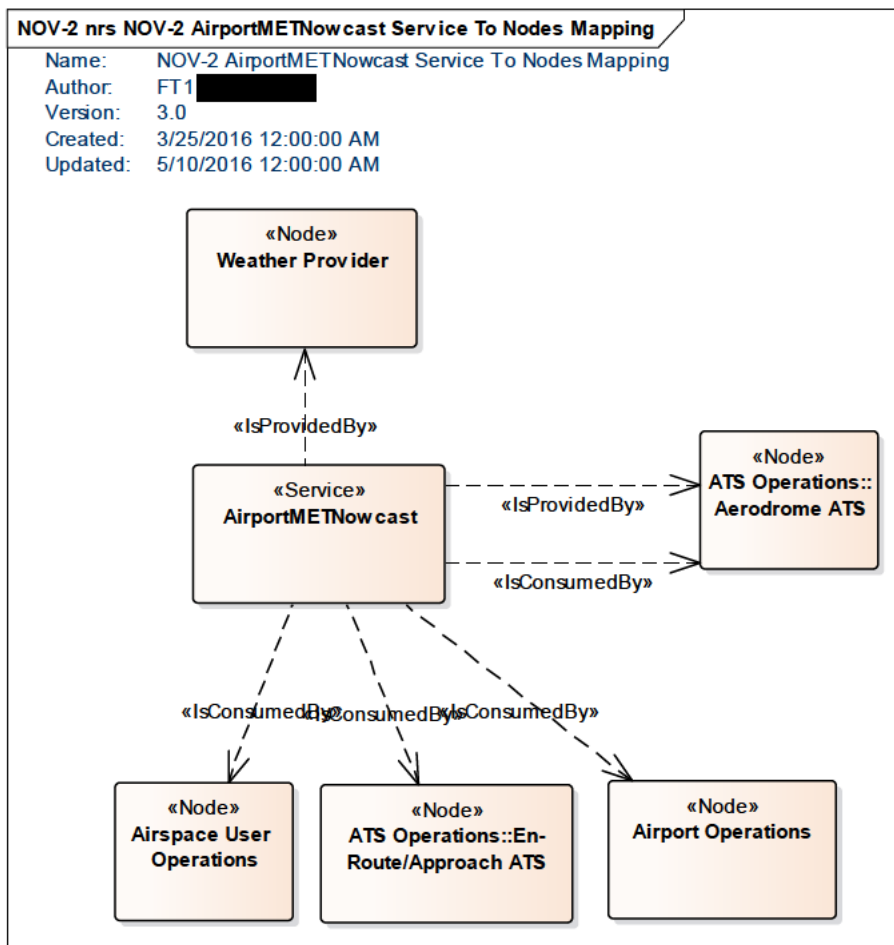 NOV-2 nrs NOV-2 AirportMETNowcast Service To Nodes Mapping
Name: NOV-2 AirportMETNowcast Service To Nodes Mapping
Author: FT1
Version: 3.0
Created: 3/25/2016 12:00:00 AM
Updated: 5/10/2016 12:00:00 AM
«Node»
Weather Provider
«IsProvidedBy»
«Service»
AirportMETNowcast
«IsProvidedBy»
«IsConsumedBy»
«Node»
ATS Operations::
Aerodrome ATS
«IsConsumedBy»
«IsConsumedBy»
«IsConsumedBy»
«Node»
Airspace User
Operations
«Node»
ATS Operations::En-
Route/Approach ATS
«Node»
Airport Operations